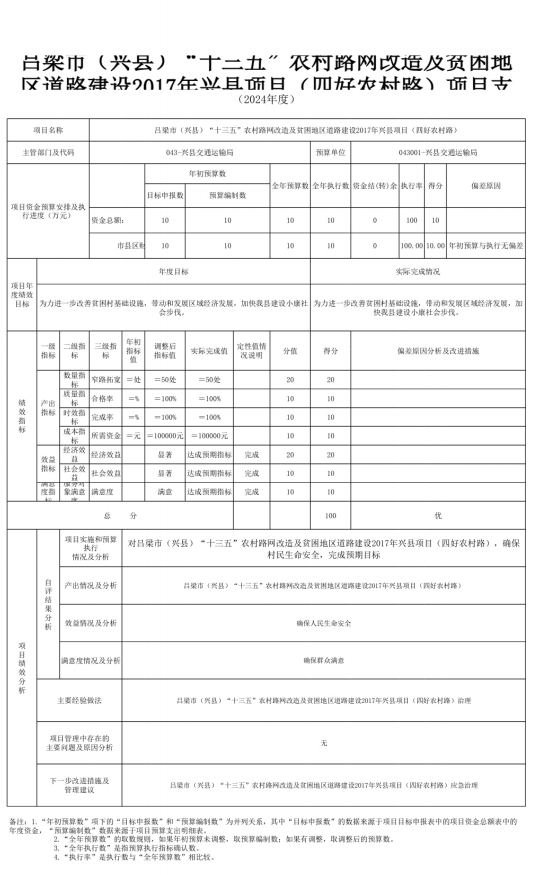 吕梁市（兴县）“十三五”农村路网改造及贫困地
区道路建设2017年兴县项目（四好农村路）项目支
（2024年度）
项目名称 吕梁市（兴县）“十三五”农村路网改造及贫困地区道路建设2017年兴县项目（四好农村路）
主管部门及代码 043-兴县交通运输局 预算单位 043001-兴县交通运输局
项目资金预算安排及执
行进度（万元）
年初预算数 全年预算数 全年执行数 资金结(转)余 执行率 得分 偏差原因
目标申报数 预算编制数
资金总额: 10 10 10 10 0 100 10
市县区财 10 10 10 10 0 100.00 10.00 年初预算与执行无偏差
项目年
度绩效
目标
年度目标 实际完成情况
为力进一步改善贫困村基础设施，带动和发展区域经济发展，加快我县建设小康社
会步伐。
为力进一步改善贫困村基础设施，带动和发展区域经济发展，加
快我县建设小康社会步伐。
绩
效
指
标
一级
指标
二级指
标
三级指
标
年初
指标
值
调整后
指标值
实际完成值
定性值情
况说明
分值 得分 偏差原因分析及改进措施
产出
指标
数量指
标
窄路拓宽 ＝处 ＝50处 ＝50处 20 20
质量指
标
合格率 ＝% ＝100% ＝100% 10 10
时效指
标
完成率 ＝% ＝100% ＝100% 10 10
成本指
标
所需资金 ＝元 ＝100000元 ＝100000元 10 10
效益
指标
经济效
益
经济效益 显著 达成预期指标 完成 20 20
社会效
益
社会效益 显著 达成预期指标 完成 10 10
满意
度指
标
服务对
象满意
度
满意度 满意 达成预期指标 完成 10 10
总 分 100 优
项
目
绩
效
分
析
自
评
结
果
分
析
项目实施和预算
执行
情况及分析
对吕梁市（兴县）“十三五”农村路网改造及贫困地区道路建设2017年兴县项目（四好农村路），确保
村民生命安全，完成预期目标
产出情况及分析 吕梁市（兴县）“十三五”农村路网改造及贫困地区道路建设2017年兴县项目（四好农村路）
效益情况及分析 确保人民生命安全
满意度情况及分析 确保群众满意
主要经验做法 吕梁市（兴县）“十三五”农村路网改造及贫困地区道路建设2017年兴县项目（四好农村路）治理
项目管理中存在的
主要问题及原因分析
无
下一步改进措施及
管理建议
吕梁市（兴县）“十三五”农村路网改造及贫困地区道路建设2017年兴县项目（四好农村路）应急治理
备注：1.“年初预算数”项下的“目标申报数”和“预算编制数”为并列关系，其中“目标申报数”的数据来源于项目目标申报表中的项目资金总额表中的
年度资金，“预算编制数”数据来源于项目预算支出明细表。
2.“全年预算数”的取数规则，如果年初预算未调整，取预算编制数；如果有调整，取调整后的预算数。
3.“全年执行数”是指预算执行指标确认数。
4.“执行率”是执行数与“全年预算数”相比较。